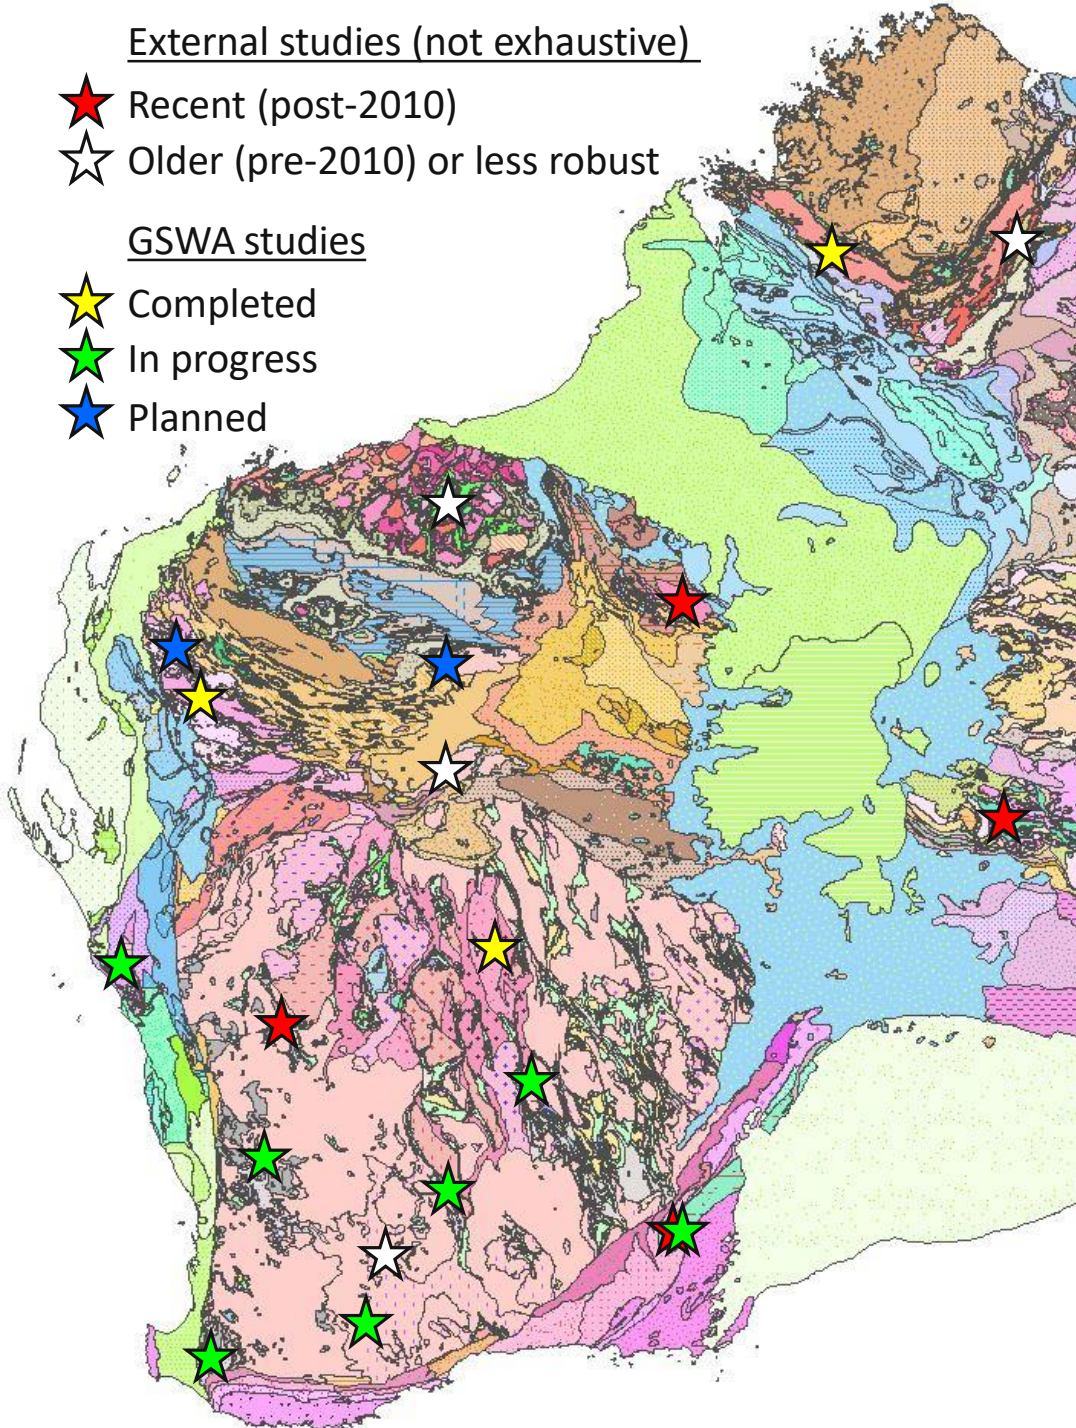 External studies (not exhaustive)
Recent (post-2010)
Older (pre-2010) or less robust
GSWA studies
Completed
In progress
Planned